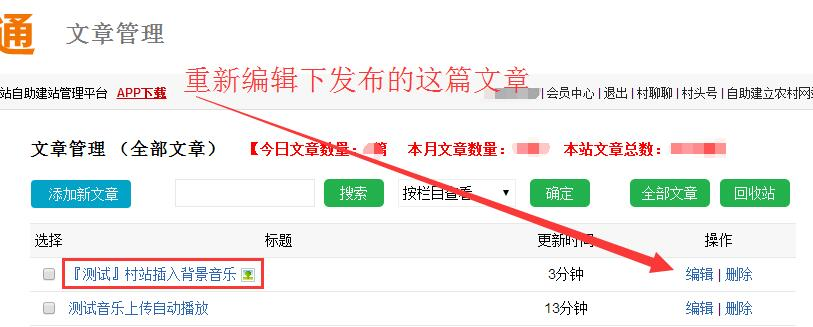 通 文章管理
重新编辑下发布的这篇文章
站自助建站管理平台 APP下载 | 会员中心 | 退出 | 村聊聊 | 村头号 | 自助建立农村网
文章管理 （全部文章） 【今日文章数量： 篇 本月文章数量： 本站文章总数：
添加新文章 搜索 按栏目查看 确定 全部文章 回收站
选择 标题 更新时间 操作
『测试』村站插入背景音乐 3分钟 编辑 | 删除
测试音乐上传自动播放 13分钟 编辑 | 删除